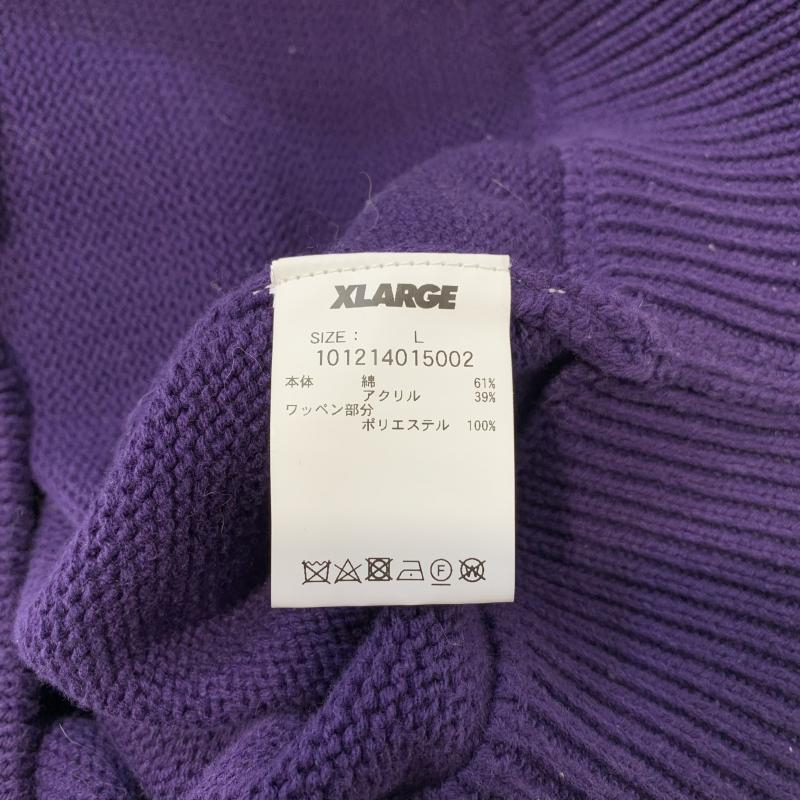 XLARGE
SIZE： L
101214015002
本体 綿 61%
アクリル 39%
ワッペン部分
ポリエステル 100%
F W